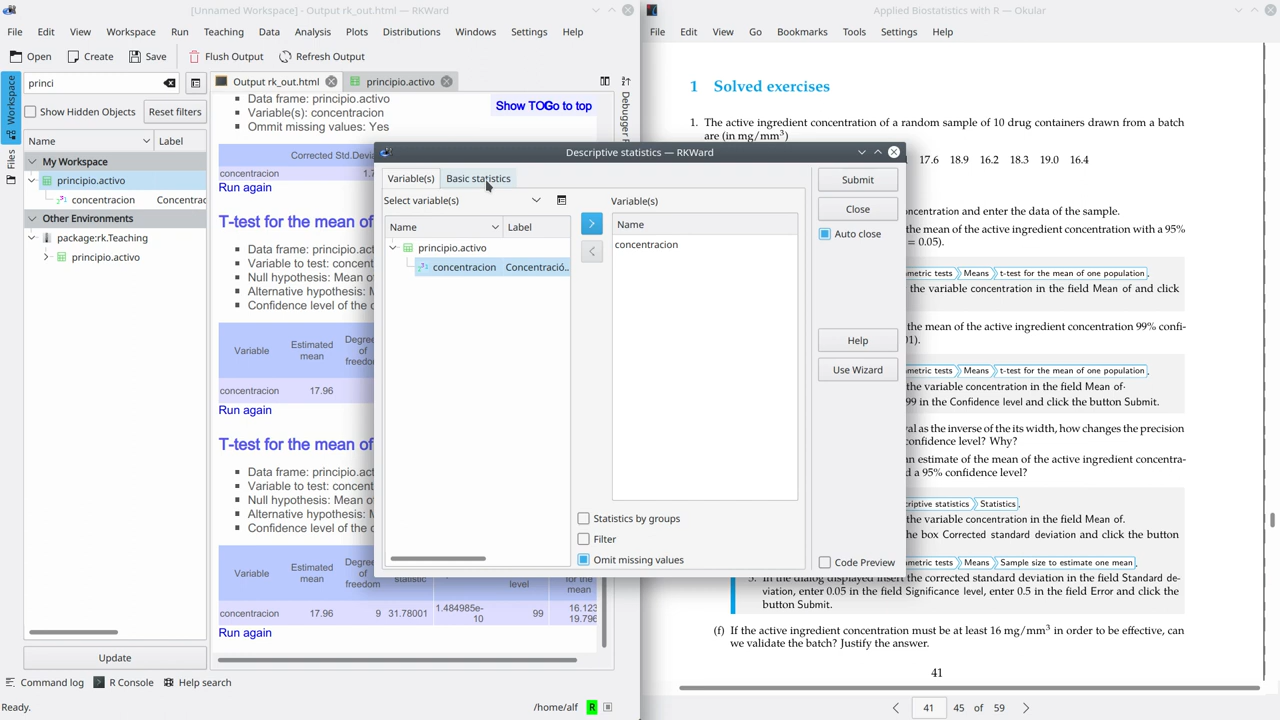 [Unnamed Workspace] - Output rk_out.html — RKWard
File Edit View Workspace Run Teaching Data Analysis Plots Distributions Windows Settings Help
Open Create Save Flush Output Refresh Output
princi
Show Hidden Objects Reset filters
Name Label
My Workspace
principio.activo
concentracion Concentrac
Other Environments
package:rk.Teaching
principio.activo
Update
Workspace
Files
Output rk_out.html principio.activo
Data frame: principio.activo
Show TOGo to top
Variable(s): concentracion
Ommit missing values: Yes
Corrected Std.Devia
1.7
Run again
T-test for the mean of
Data frame: principio.activo
Variable to test: concent
Null hypothesis: Mean o
Alternative hypothesis: M
Confidence level of the c
Variable Estimated mean Degre of freedom
concentracion 17.96
Run again
T-test for the mean of
Data frame: principio.activo
Variable to test: concent
Null hypothesis: Mean o
Alternative hypothesis: M
Confidence level of the c
Variable Estimated mean Degre of freedom statistic level for the mean
concentracion 17.96 9 31.78001 1.484985e-10 99 16.123 19.796
Run again
Command log R Console Help search
Ready. /home/alf R
Descriptive statistics — RKWard
Variable(s) Basic statistics
Select variable(s)
Name Label
principio.activo
concentracion Concentració..
>
<
Variable(s)
Name
concentracion
Statistics by groups
Filter
Omit missing values
Submit
Close
Auto close
Help
Use Wizard
Code Preview
Applied Biostatistics with R — Okular
File Edit View Go Bookmarks Tools Settings Help
1 Solved exercises
1. The active ingredient concentration of a random sample of 10 drug containers drawn from a batch
are (in mg/mm³)
17.6 18.9 16.2 18.3 19.0 16.4
oncentracion and enter the data of the sample.
the mean of the active ingredient concentration with a 95%
= 0.05).
metric tests Means t-test for the mean of one population .
the variable concentration in the field Mean of and click
the mean of the active ingredient concentration 99% confi-
01).
metric tests Means t-test for the mean of one population .
the variable concentration in the field Mean of.
99 in the Confidence level and click the button Submit.
val as the inverse of the its width, how changes the precision
confidence level? Why?
n estimate of the mean of the active ingredient concentra-
d a 95% confidence level?
criptive statistics Statistics .
the variable concentration in the field Mean of.
he box Corrected standard deviation and click the button
metric tests Means Sample size to estimate one mean .
In the dialog displayed insert the corrected standard deviation in the field Standard de-
viation, enter 0.05 in the field Significance level, enter 0.5 in the field Error and click the
button Submit.
(f) If the active ingredient concentration must be at least 16 mg/mm³ in order to be effective, can
we validate the batch? Justify the answer.
41
41 45 of 59